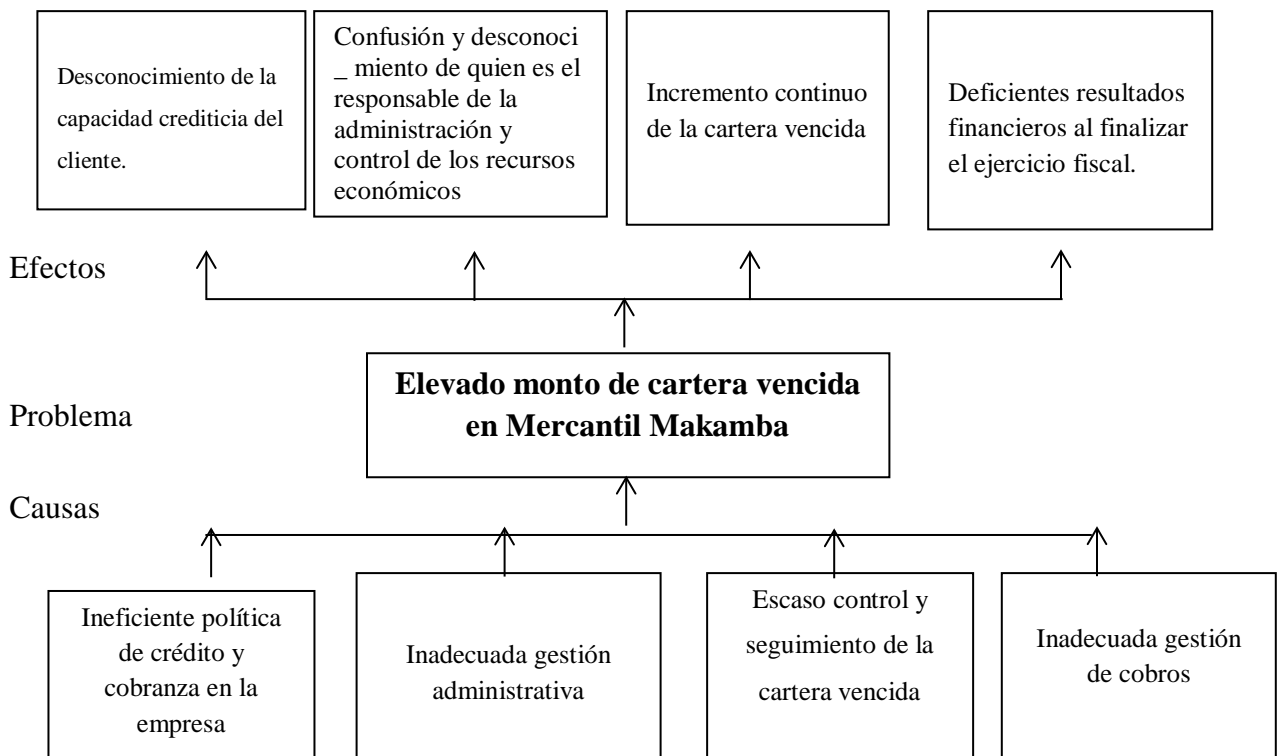 Desconocimiento de la
capacidad crediticia del
cliente.
Confusión y desconoci
_ miento de quien es el
responsable de la
administración y
control de los recursos
económicos
Incremento continuo
de la cartera vencida
Deficientes resultados
financieros al finalizar
el ejercicio fiscal.
Efectos
Problema
Elevado monto de cartera vencida
en Mercantil Makamba
Causas
Ineficiente política
de crédito y
cobranza en la
empresa
Inadecuada gestión
administrativa
Escaso control y
seguimiento de la
cartera vencida
Inadecuada gestión
de cobros